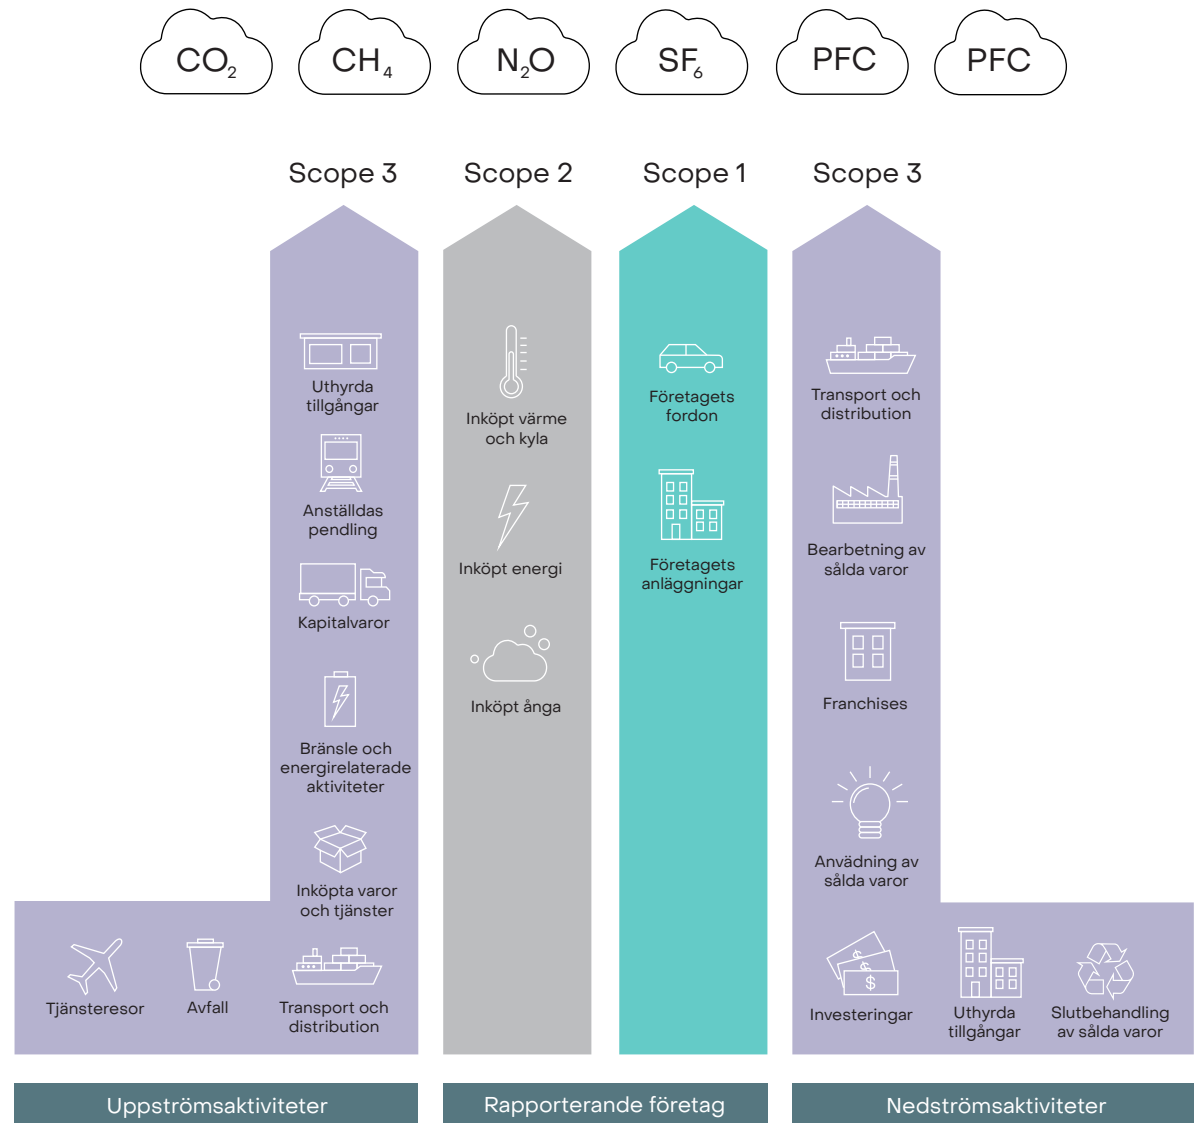 CO₂
CH₄
N₂O
SF₆
PFC
PFC
Scope 3
Scope 2
Scope 1
Scope 3
Uthyrda
tillgångar
Anställdas
pendling
Kapitalvaror
Bränsle och
energirelaterade
aktiviteter
Inköpta varor
och tjänster
Tjänsteresor
Avfall
Transport och
distribution
Inköpt värme
och kyla
Inköpt energi
Inköpt ånga
Företagets
fordon
Företagets
anläggningar
Transport och
distribution
Bearbetning av
sålda varor
Franchises
Anvädning av
sålda varor
$ $ $
Investeringar
Uthyrda
tillgångar
Slutbehandling
av sålda varor
Uppströmsaktiviteter
Rapporterande företag
Nedströmsaktiviteter